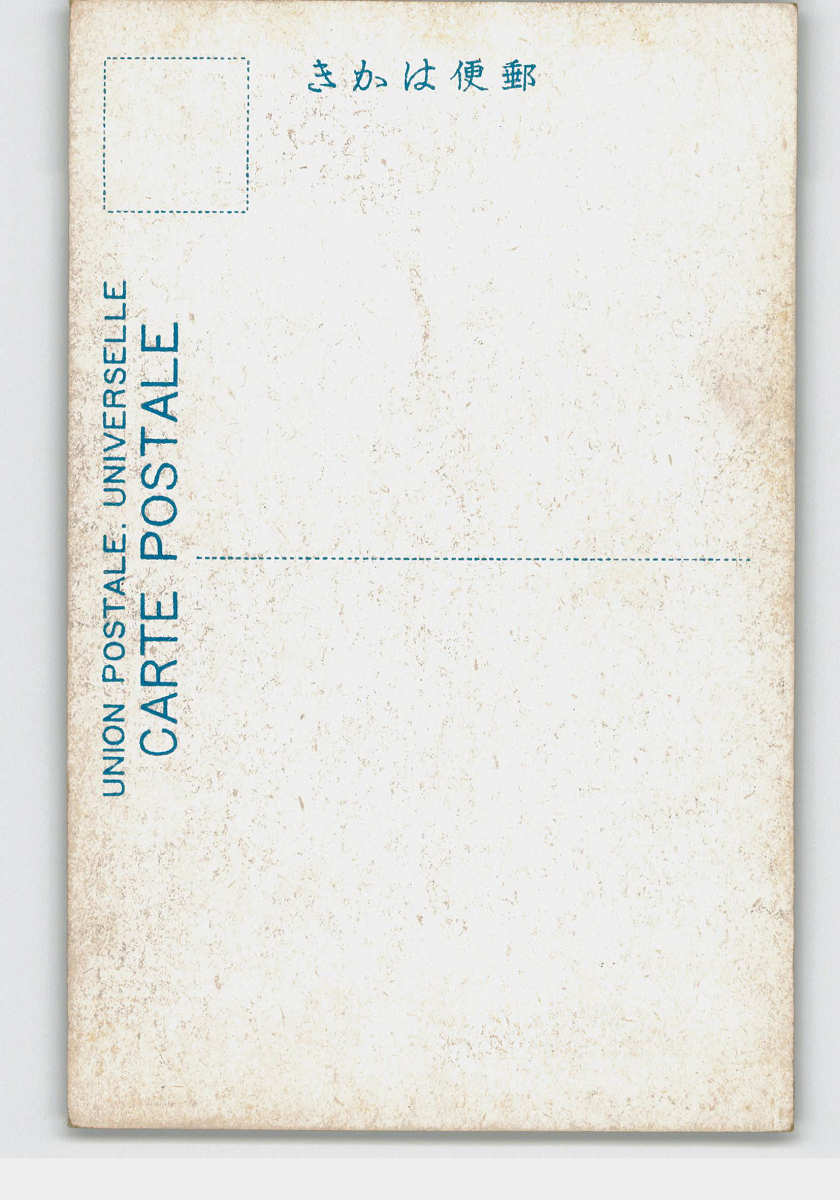 郵便はかき
UNION POSTALE. UNIVERSELLE
CARTE POSTALE